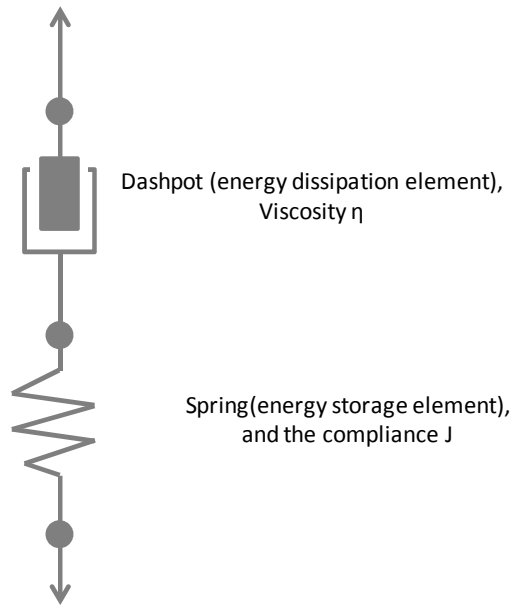 Dashpot (energy dissipation element),
Viscosity η
Spring(energy storage element),
and the compliance J